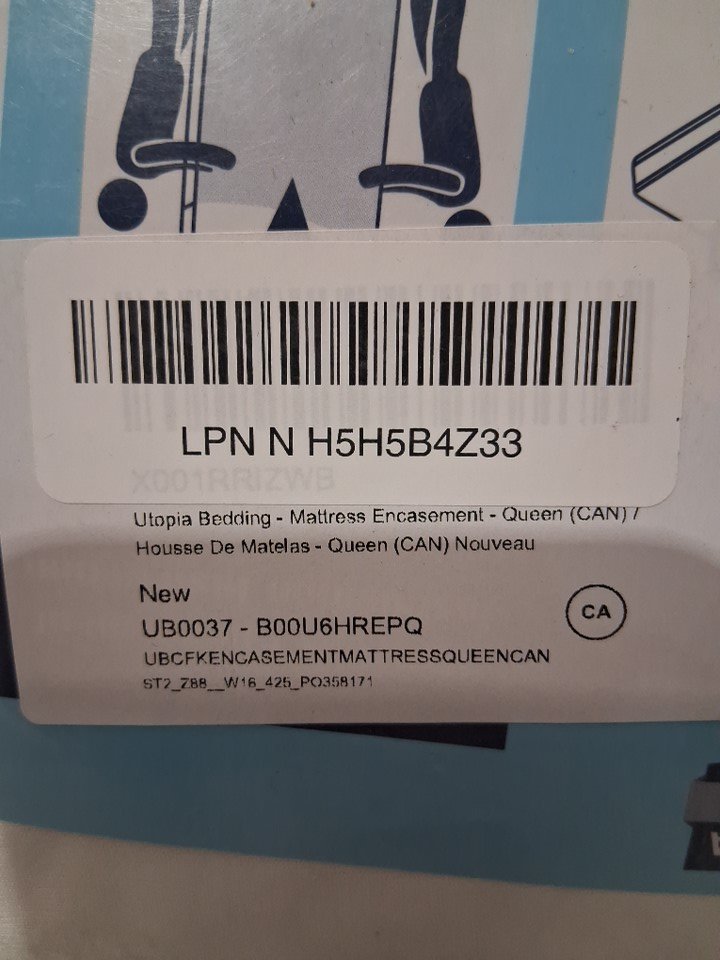 LPN N H5H5B4Z33
X001RRIZWB
Utopia Bedding - Mattress Encasement - Queen (CAN) /
Housse De Matelas - Queen (CAN) Nouveau
New
UB0037 - B00U6HREPQ
CA
UBCFKENCASEMENTMATTRESSQUEENCAN
ST2_Z88__W16_425_PO358171